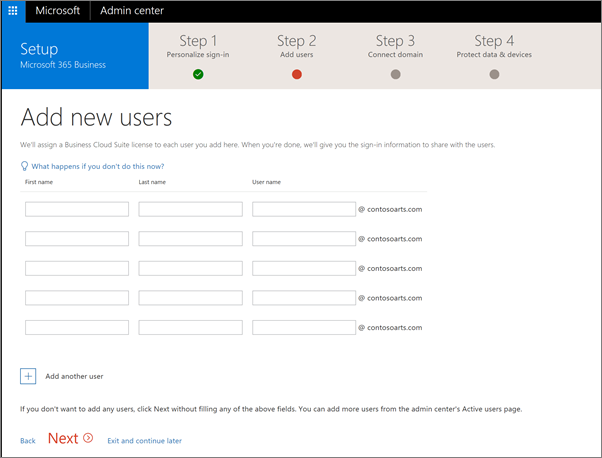 Microsoft Admin center
Setup
Microsoft 365 Business
Step 1
Personalize sign-in
Step 2
Add users
Step 3
Connect domain
Step 4
Protect data & devices
Add new users
We'll assign a Business Cloud Suite license to each user you add here. When you're done, we'll give you the sign-in information to share with the users.
What happens if you don't do this now?
First name Last name User name
@ contosoarts.com
@ contosoarts.com
@ contosoarts.com
@ contosoarts.com
@ contosoarts.com
Add another user
If you don't want to add any users, click Next without filling any of the above fields. You can add more users from the admin center's Active users page.
Back Next Exit and continue later